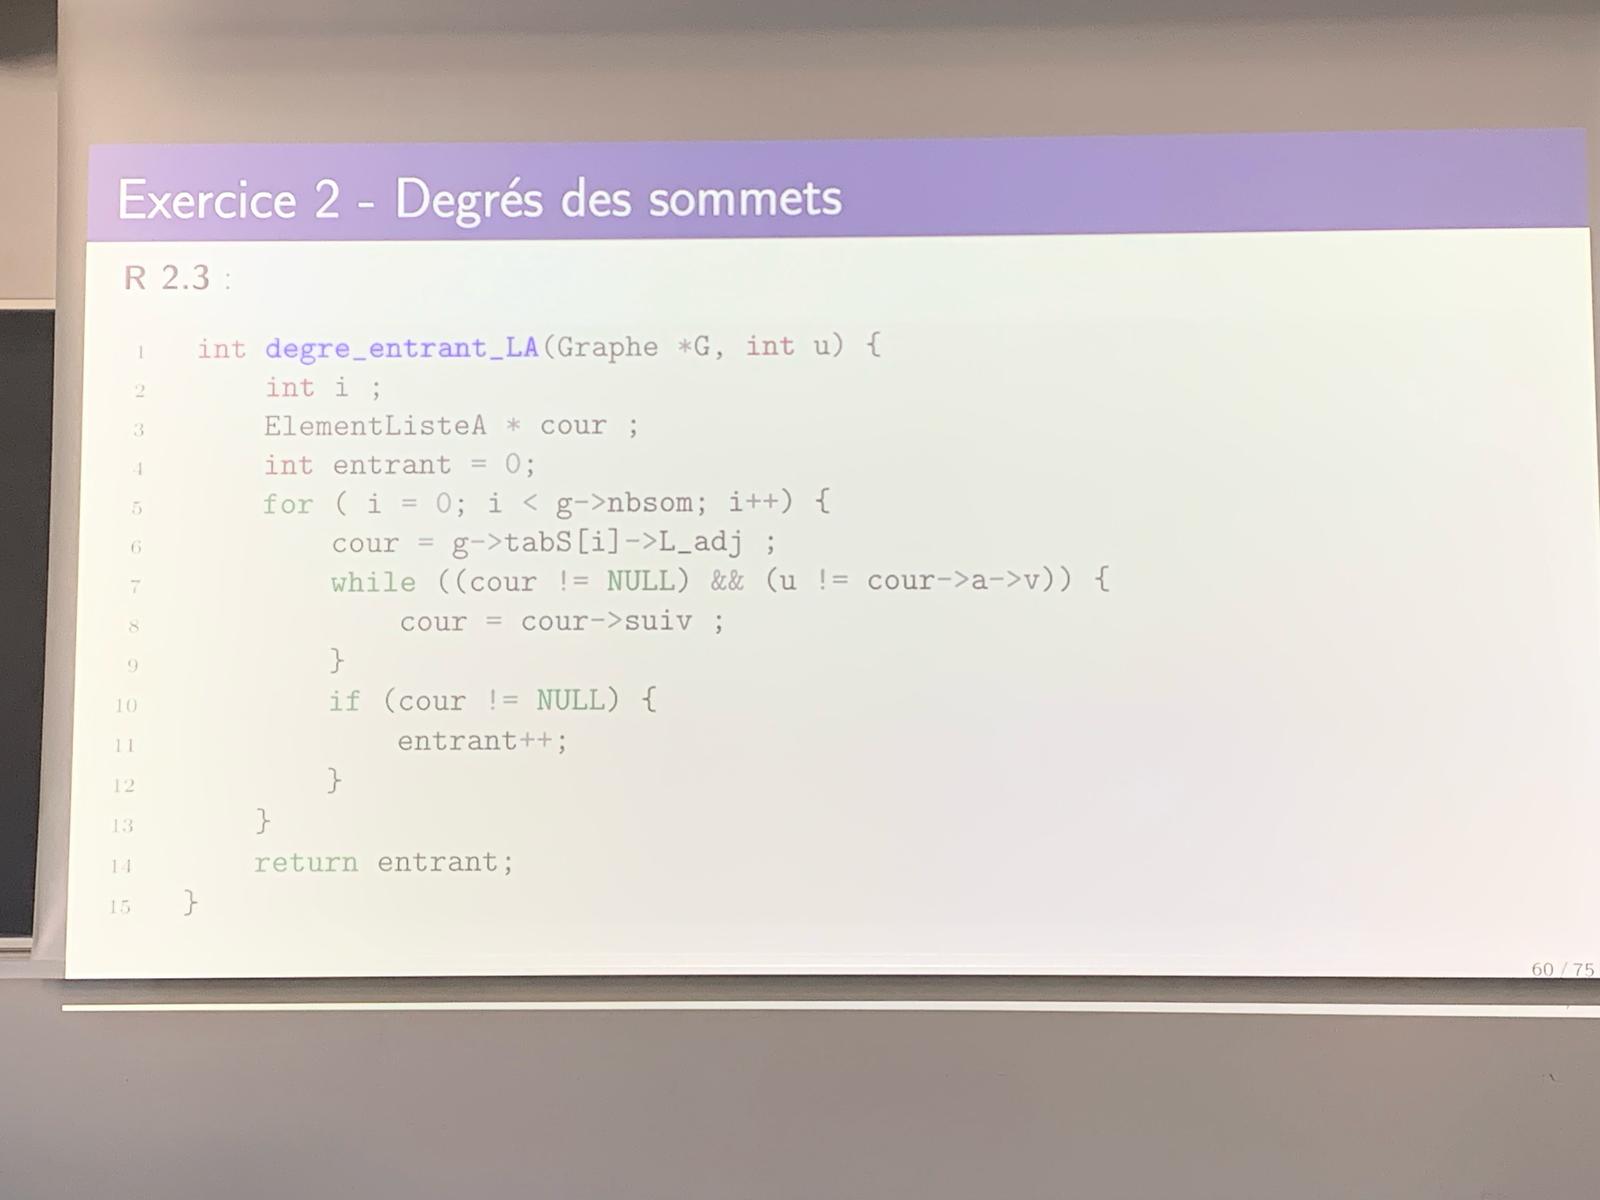 Exercice 2 - Degrés des sommets
R 2.3 :
1 int degre_entrant_LA(Graphe *G, int u) {
2 int i ;
3 ElementListeA * cour ;
4 int entrant = 0;
5 for ( i = 0; i < g->nbsom; i++) {
6 cour = g->tabS[i]->L_adj ;
7 while ((cour != NULL) && (u != cour->a->v)) {
8 cour = cour->suiv ;
9 }
10 if (cour != NULL) {
11 entrant++;
12 }
13 }
14 return entrant;
15 }
60 / 75